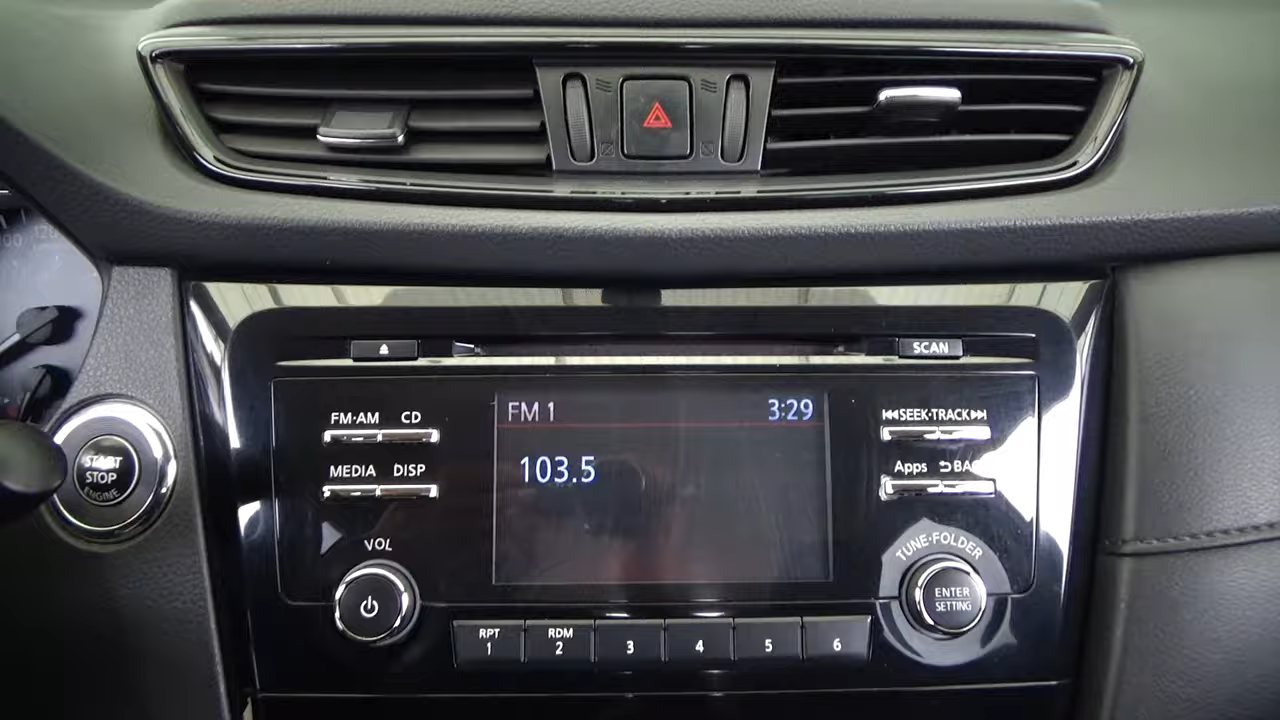 SCAN
FM·AM CD
FM 1 3:29
SEEK·TRACK
MEDIA DISP
103.5
Apps
START
STOP
ENGINE
VOL
TUNE·FOLDER
ENTER
SETTING
RPT
1
RDM
2
3
4
5
6